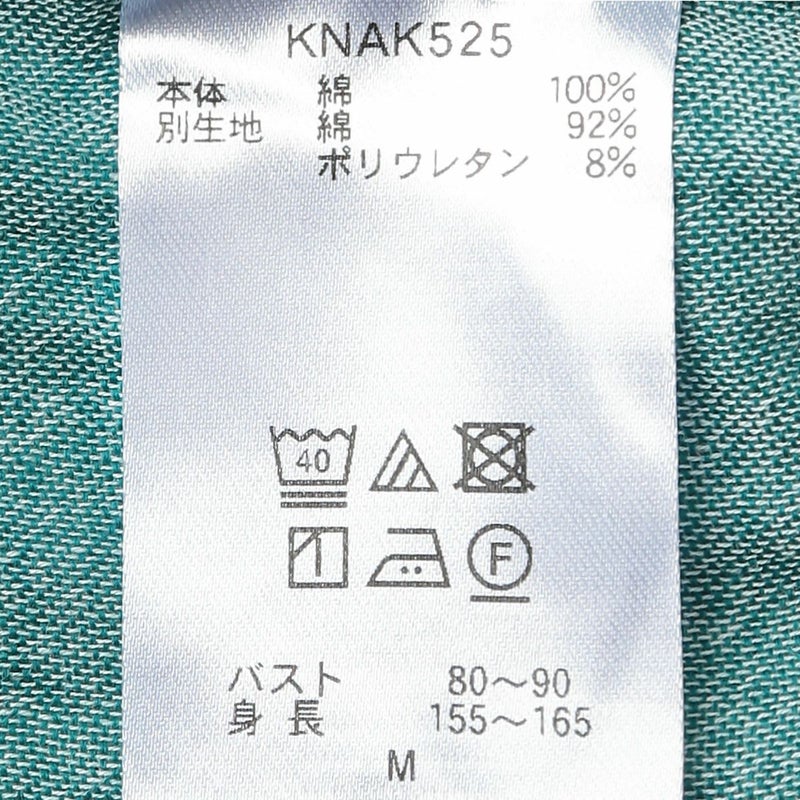 KNAK525
本体 綿 100%
別生地 綿 92%
ポリウレタン 8%
40
F
バスト 80～90
身長 155～165
M